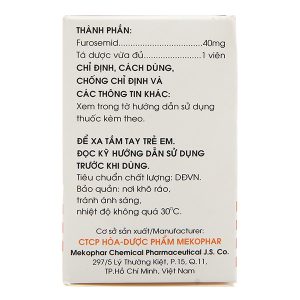 THÀNH PHẦN:
Furosemid.........................................40mg
Tá dược vừa đủ...............................1 viên
CHỈ ĐỊNH, CÁCH DÙNG,
CHỐNG CHỈ ĐỊNH VÀ
CÁC THÔNG TIN KHÁC:
Xem trong tờ hướng dẫn sử dụng
thuốc kèm theo.
ĐỂ XA TẦM TAY TRẺ EM.
ĐỌC KỸ HƯỚNG DẪN SỬ DỤNG
TRƯỚC KHI DÙNG.
Tiêu chuẩn chất lượng: DĐVN.
Bảo quản: nơi khô ráo,
tránh ánh sáng,
nhiệt độ không quá 30°C.
Cơ sở sản xuất/Manufacturer:
CTCP HÓA-DƯỢC PHẨM MEKOPHAR
Mekophar Chemical Pharmaceutical J.S. Co.
297/5 Lý Thường Kiệt, P.15, Q.11,
TP.Hồ Chí Minh, Việt Nam